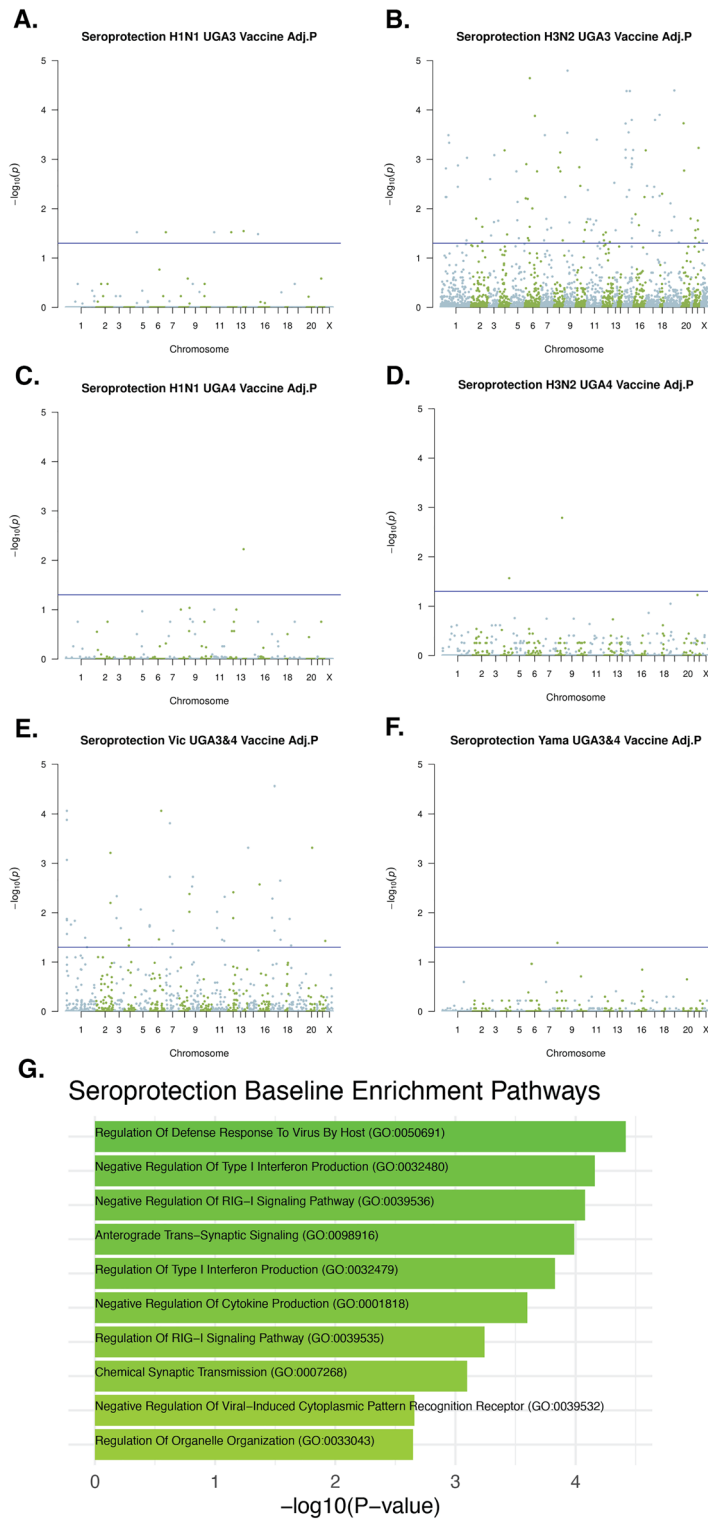 A.
Seroprotection H1N1 UGA3 Vaccine Adj.P
5
4
3
2
1
0
−log10(p)
1 2 3 5 6 7 9 11 13 16 18 20 X
Chromosome
B.
Seroprotection H3N2 UGA3 Vaccine Adj.P
5
4
3
2
1
0
−log10(p)
1 2 3 4 5 6 7 9 11 13 16 18 20 X
Chromosome
C.
Seroprotection H1N1 UGA4 Vaccine Adj.P
5
4
3
2
1
0
−log10(p)
1 2 3 5 6 7 9 11 13 16 18 20 X
Chromosome
D.
Seroprotection H3N2 UGA4 Vaccine Adj.P
5
4
3
2
1
0
−log10(p)
1 2 3 4 5 6 7 9 11 13 16 18 20 X
Chromosome
E.
Seroprotection Vic UGA3&4 Vaccine Adj.P
5
4
3
2
1
0
−log10(p)
1 2 3 4 5 6 7 9 11 13 16 18 20 X
Chromosome
F.
Seroprotection Yama UGA3&4 Vaccine Adj.P
5
4
3
2
1
0
−log10(p)
1 2 3 5 6 7 9 11 13 16 18 20 X
Chromosome
G.
Seroprotection Baseline Enrichment Pathways
Regulation Of Defense Response To Virus By Host (GO:0050691)
Negative Regulation Of Type I Interferon Production (GO:0032480)
Negative Regulation Of RIG−I Signaling Pathway (GO:0039536)
Anterograde Trans−Synaptic Signaling (GO:0098916)
Regulation Of Type I Interferon Production (GO:0032479)
Negative Regulation Of Cytokine Production (GO:0001818)
Regulation Of RIG−I Signaling Pathway (GO:0039535)
Chemical Synaptic Transmission (GO:0007268)
Negative Regulation Of Viral−Induced Cytoplasmic Pattern Recognition Receptor (GO:0039532)
Regulation Of Organelle Organization (GO:0033043)
0 1 2 3 4
−log10(P−value)